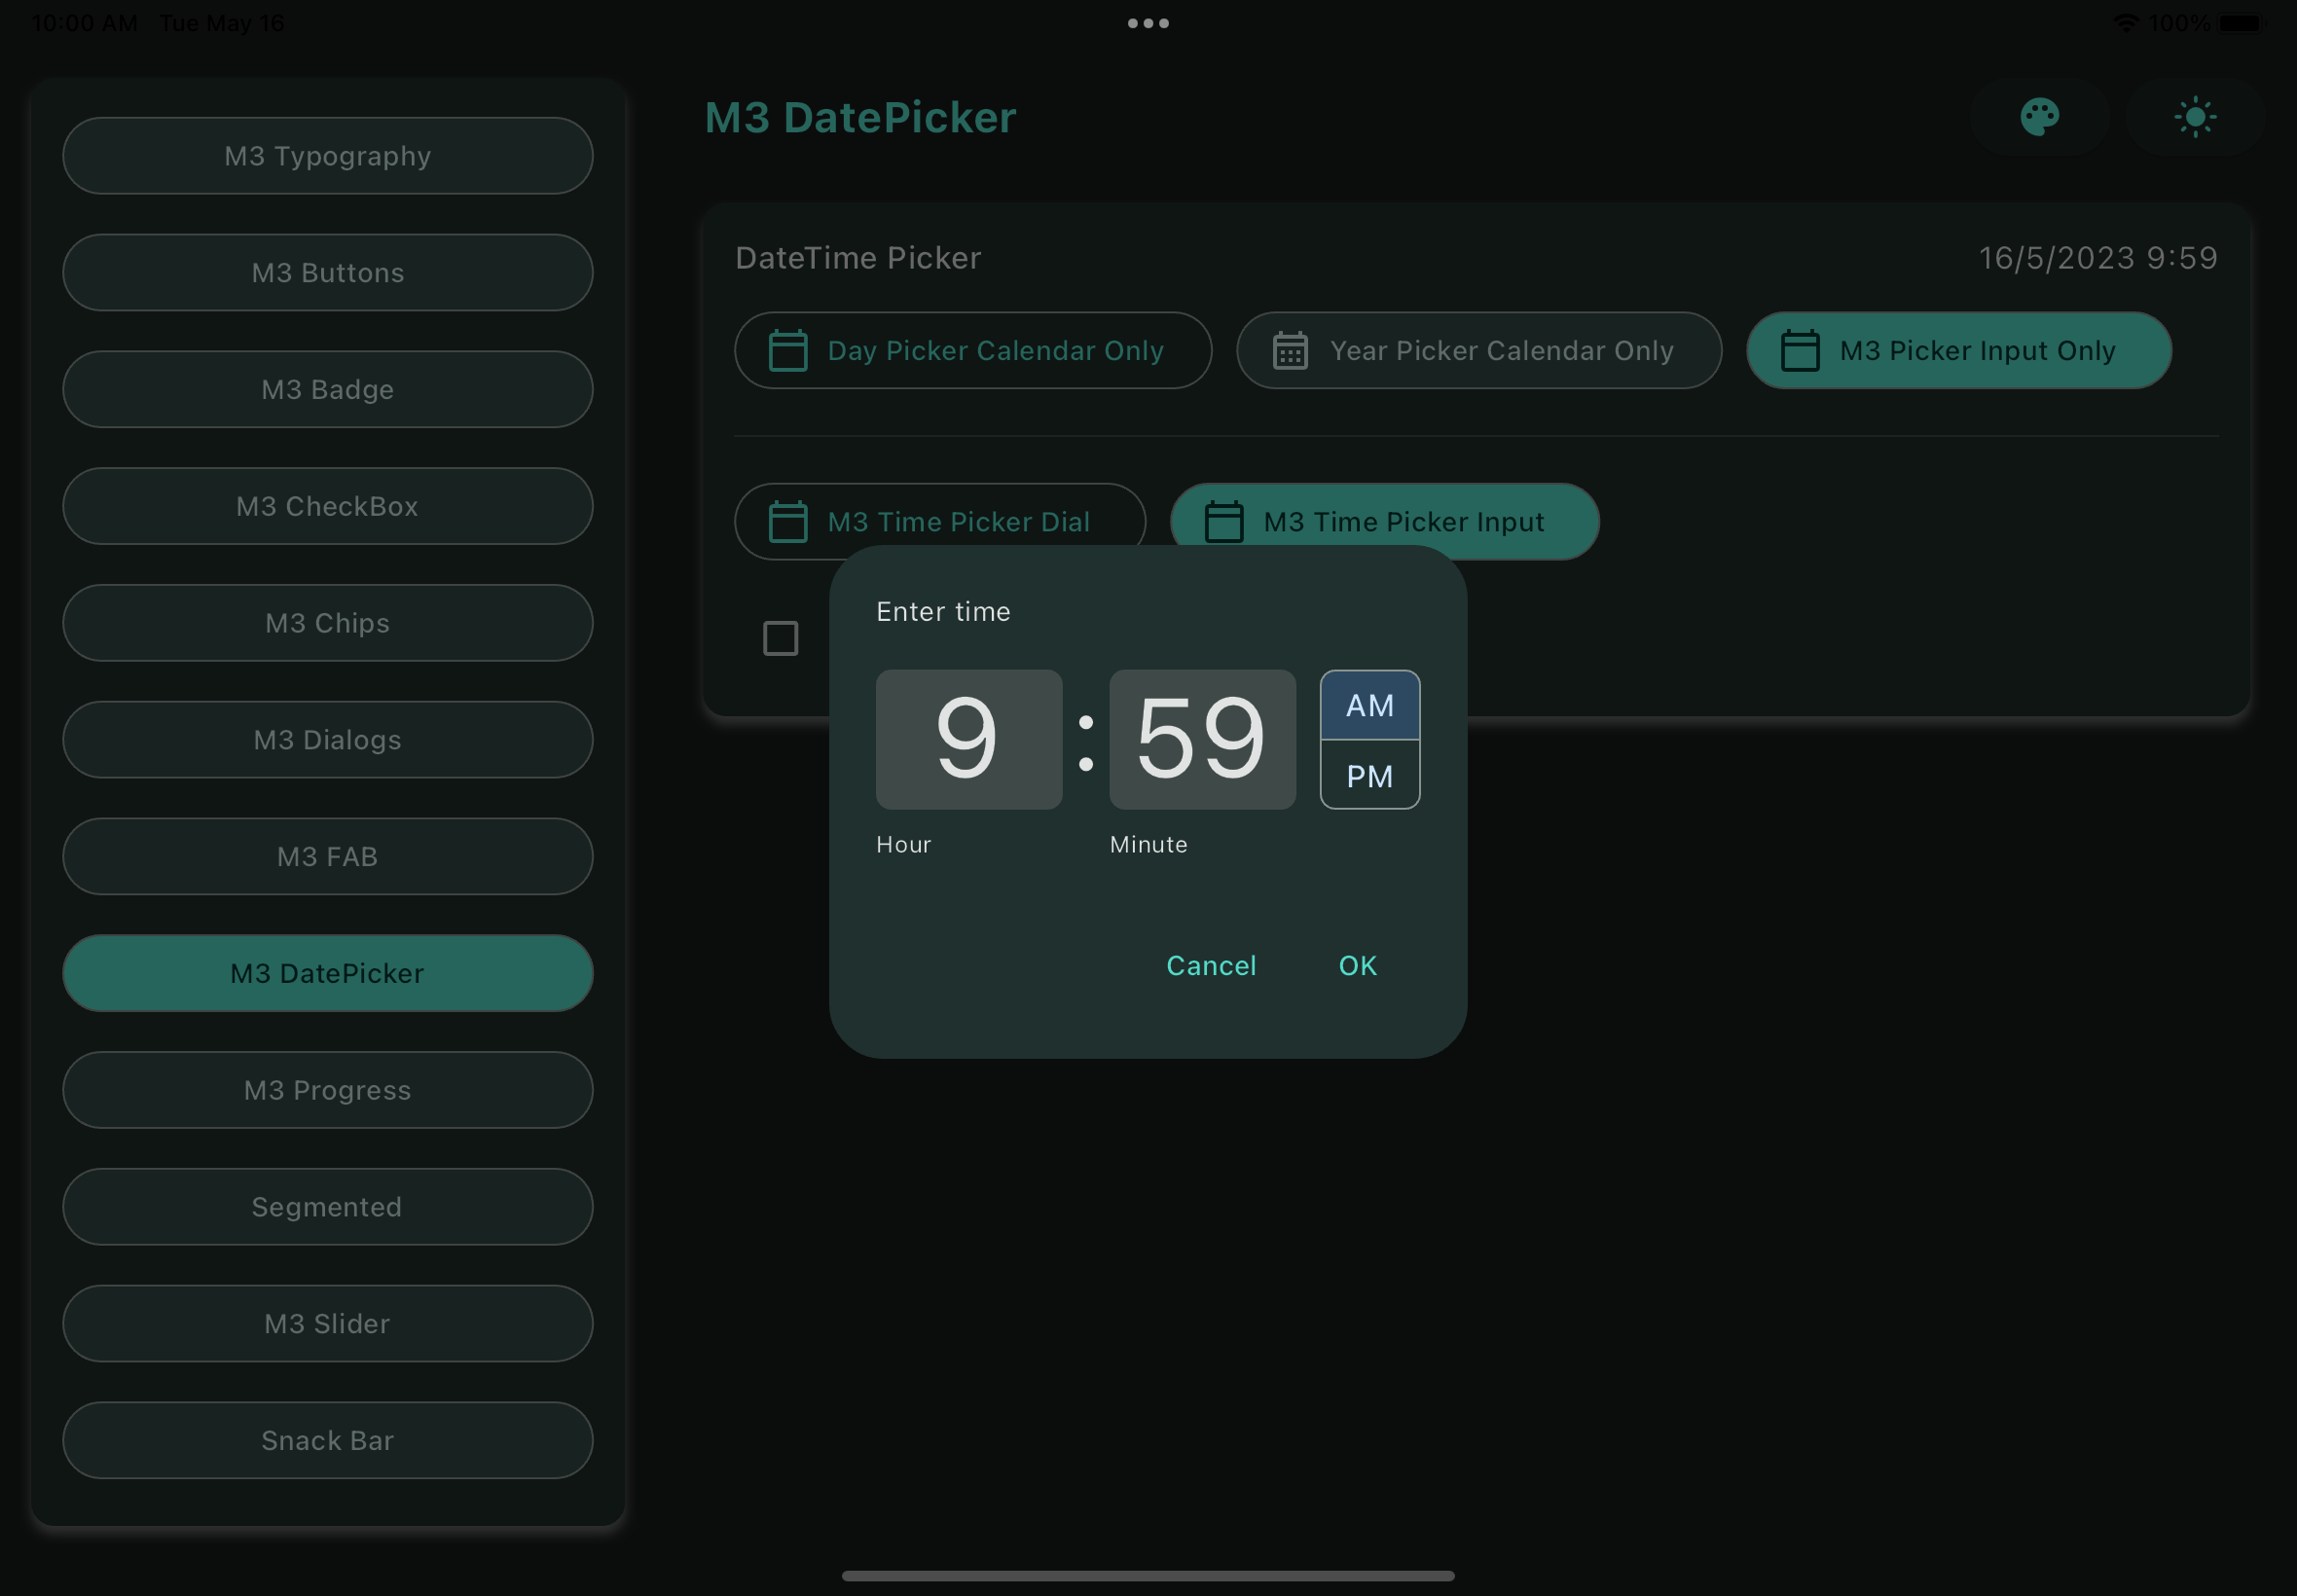 10:00 AM Tue May 16
100%
M3 Typography
M3 Buttons
M3 Badge
M3 CheckBox
M3 Chips
M3 Dialogs
M3 FAB
M3 DatePicker
M3 Progress
Segmented
M3 Slider
Snack Bar
M3 DatePicker
DateTime Picker
16/5/2023 9:59
Day Picker Calendar Only
Year Picker Calendar Only
M3 Picker Input Only
M3 Time Picker Dial
M3 Time Picker Input
Enter time
9 : 59
AM
PM
Hour
Minute
Cancel
OK